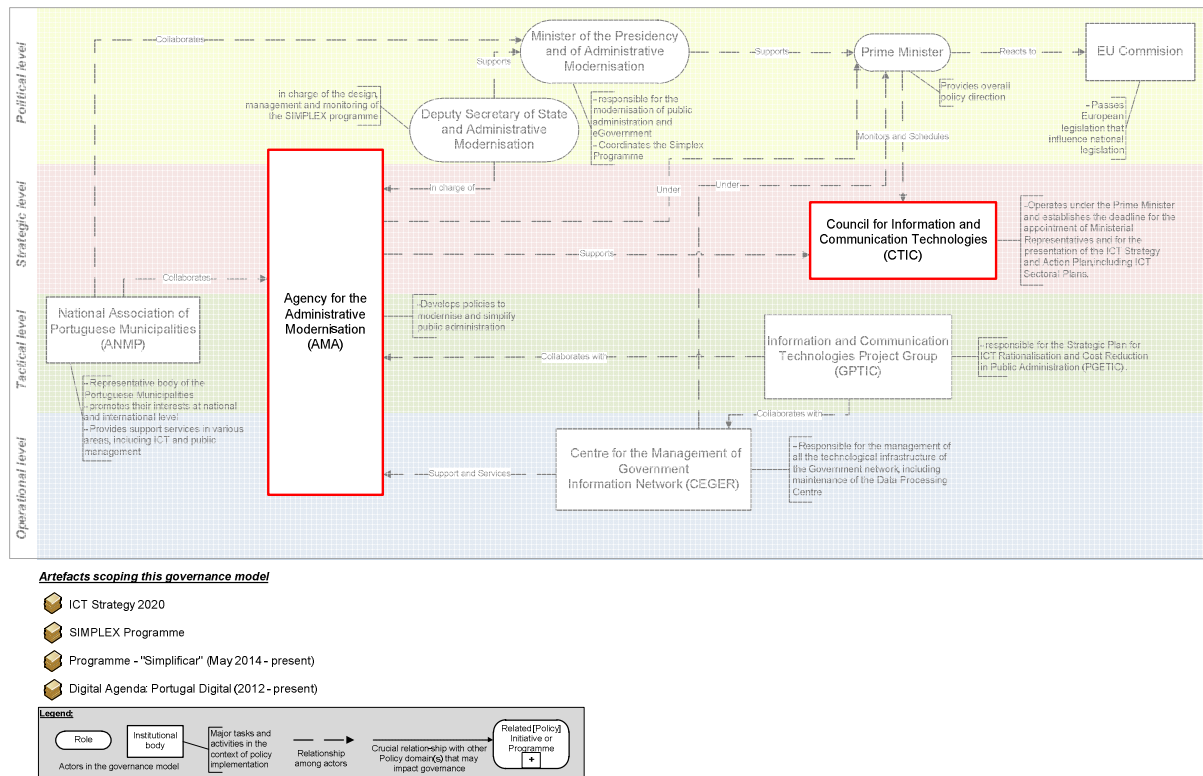 Political level
Strategic level
Tactical level
Operational level
Collaborates
Minister of the Presidency
and of Administrative
Modernisation
Supports
Prime Minister
Reacts to
EU Commision
Supports
in charge of the design,
management and monitoring of
the SIMPLEX programme
Deputy Secretary of State
and Administrative
Modernisation
-responsible for the
modernisation of public
administration and
eGovernment
-Coordinates the Simplex
Programme
Provides overall
policy direction
Monitors and Schedules
-Passes
European
legislation that
influence national
legislation
In charge of
Under
Under
Council for Information and
Communication Technologies
(CTIC)
-Operates under the Prime Minister
and establishes the deadline for the
appointment of Ministerial
Representatives and for the
presentation of the ICT Strategy
and Action Plan,including ICT
Sectoral Plans.
Supports
Collaborates
Agency for the
Administrative
Modernisation
(AMA)
National Association of
Portuguese Municipalities
(ANMP)
-Develops policies to
modernise and simplify
public administration
Information and Communication
Technologies Project Group
(GPTIC)
-responsible for the Strategic Plan for
ICT Rationalisation and Cost Reduction
in Public Administration (PGETIC).
Collaborates with
- Representative body of the
Portuguese Municipalities
- promotes their interests at national
and international level
- Provides support services in various
areas, including ICT and public
management
Collaborates with
Centre for the Management of
Government
Information Network (CEGER)
- Responsible for the management of
all the technological infrastructure of
the Government network, including
maintenance of the Data Processing
Centre
Support and Services
Artefacts scoping this governance model
ICT Strategy 2020
SIMPLEX Programme
Programme - "Simplificar" (May 2014 - present)
Digital Agenda: Portugal Digital (2012 - present)
Legend:
Role
Institutional
body
Actors in the governance model
Major tasks and
activities in the
context of policy
implementation
Relationship
among actors
Crucial relationship with other
Policy domain(s) that may
impact governance
Related [Policy]
Initiative or
Programme
+